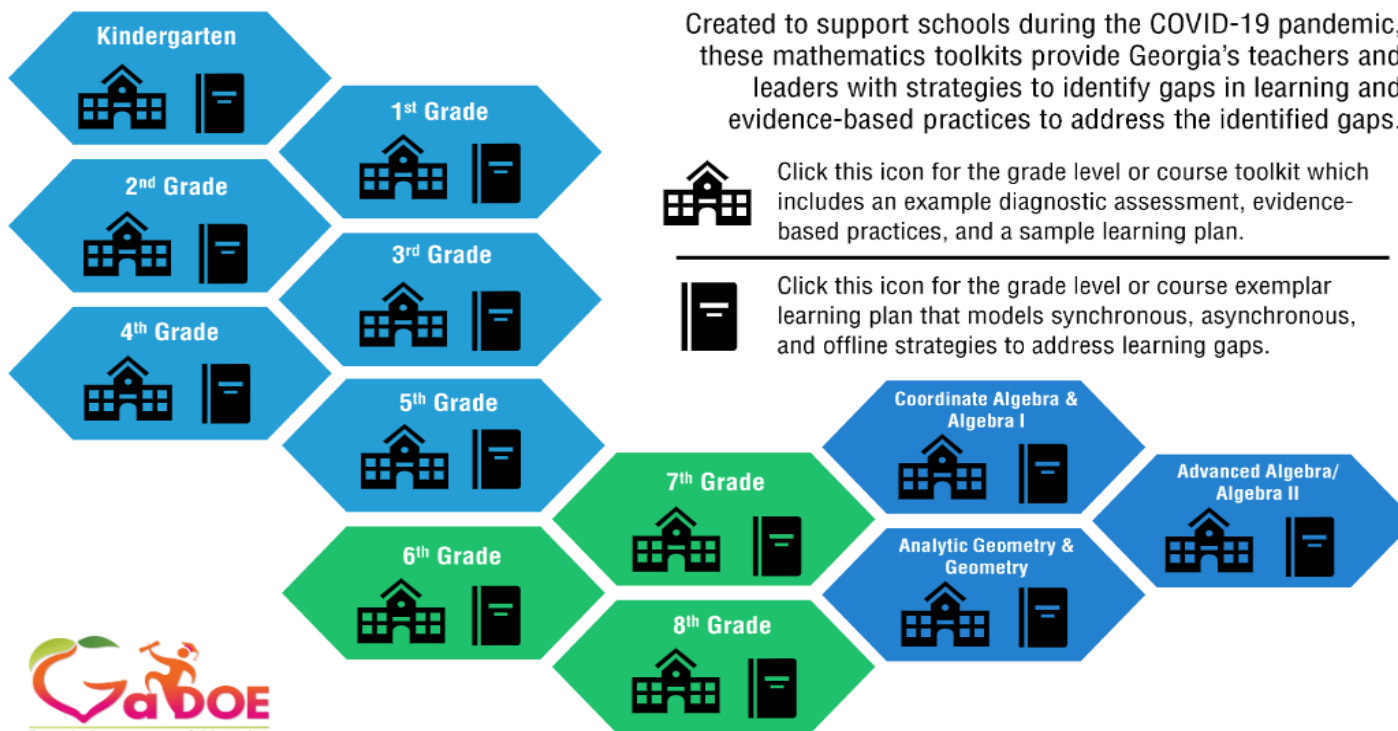 Kindergarten
1st Grade
2nd Grade
3rd Grade
4th Grade
5th Grade
6th Grade
7th Grade
8th Grade
Coordinate Algebra &
Algebra I
Analytic Geometry &
Geometry
Advanced Algebra/
Algebra II
Created to support schools during the COVID-19 pandemic,
these mathematics toolkits provide Georgia's teachers and
leaders with strategies to identify gaps in learning and
evidence-based practices to address the identified gaps.
Click this icon for the grade level or course toolkit which
includes an example diagnostic assessment, evidence-
based practices, and a sample learning plan.
Click this icon for the grade level or course exemplar
learning plan that models synchronous, asynchronous,
and offline strategies to address learning gaps.
GaDOE